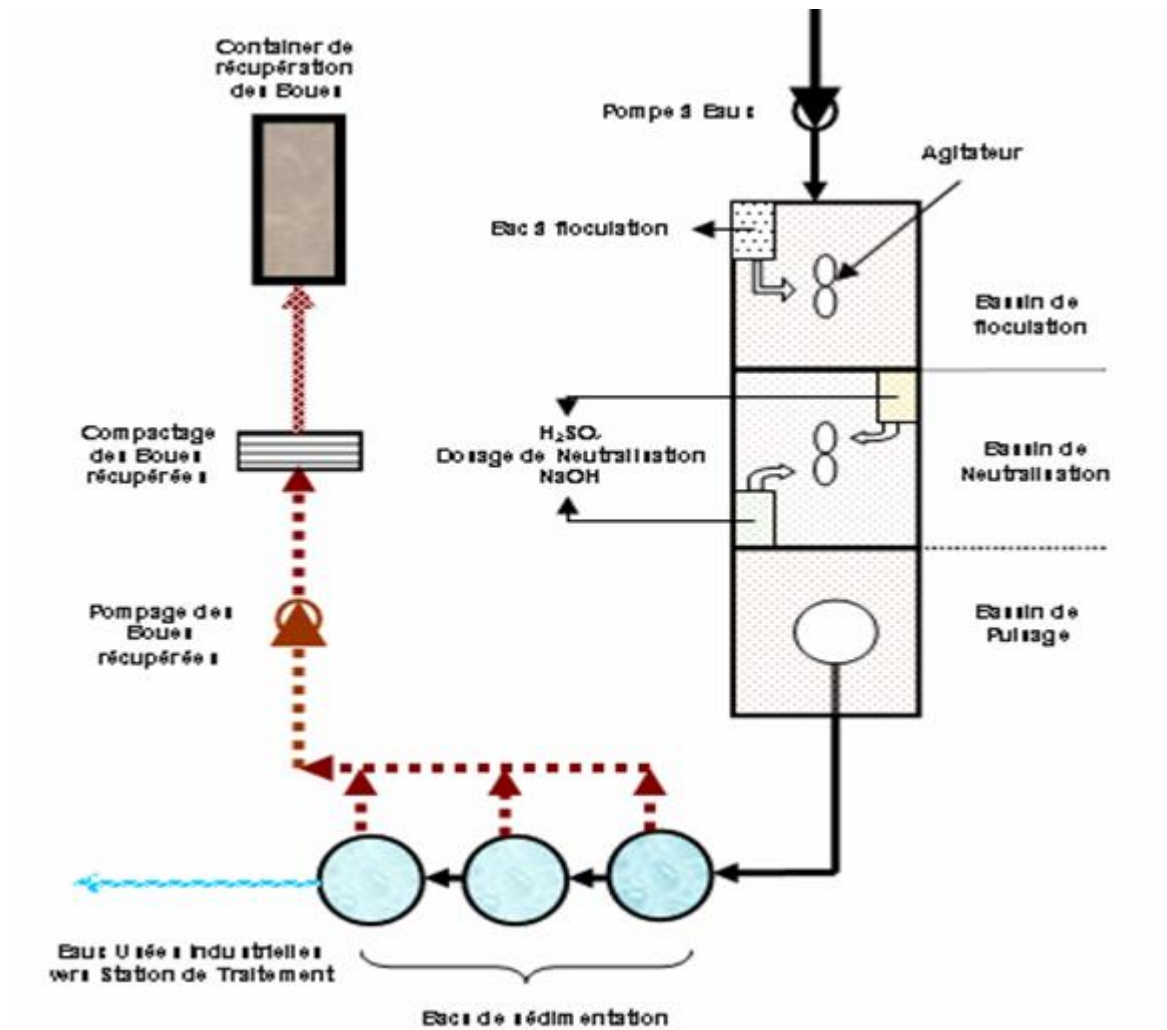 Container de
récupération
des Boues
Pompe à Eaux
Agitateur
Bac à floculation
Bassin de
floculation
Compactage
des Boues
récupérées
H₂SO₄
Dosage de Neutralisation
NaOH
Bassin de
Neutralisation
Pompage des
Boues
récupérées
Bassin de
Puisage
Eaux Usées Industrielles
vers Station de Traitement
Bacs de sédimentation